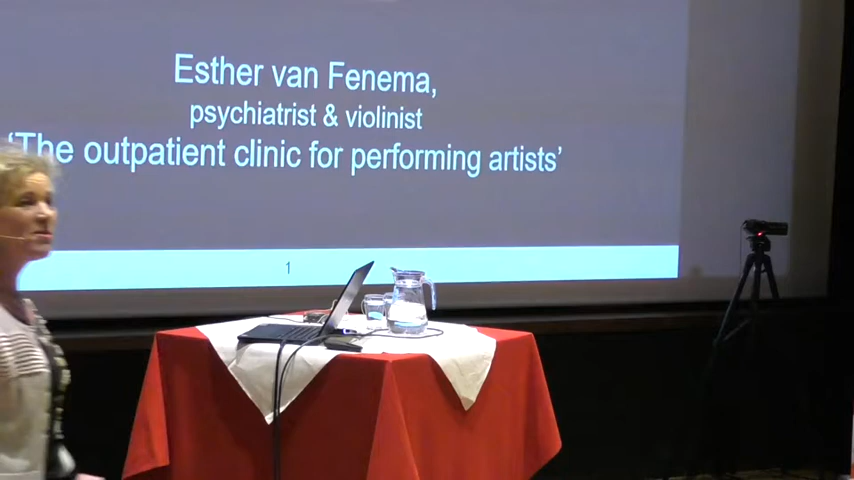 Esther van Fenema,
psychiatrist & violinist
‘The outpatient clinic for performing artists’
1